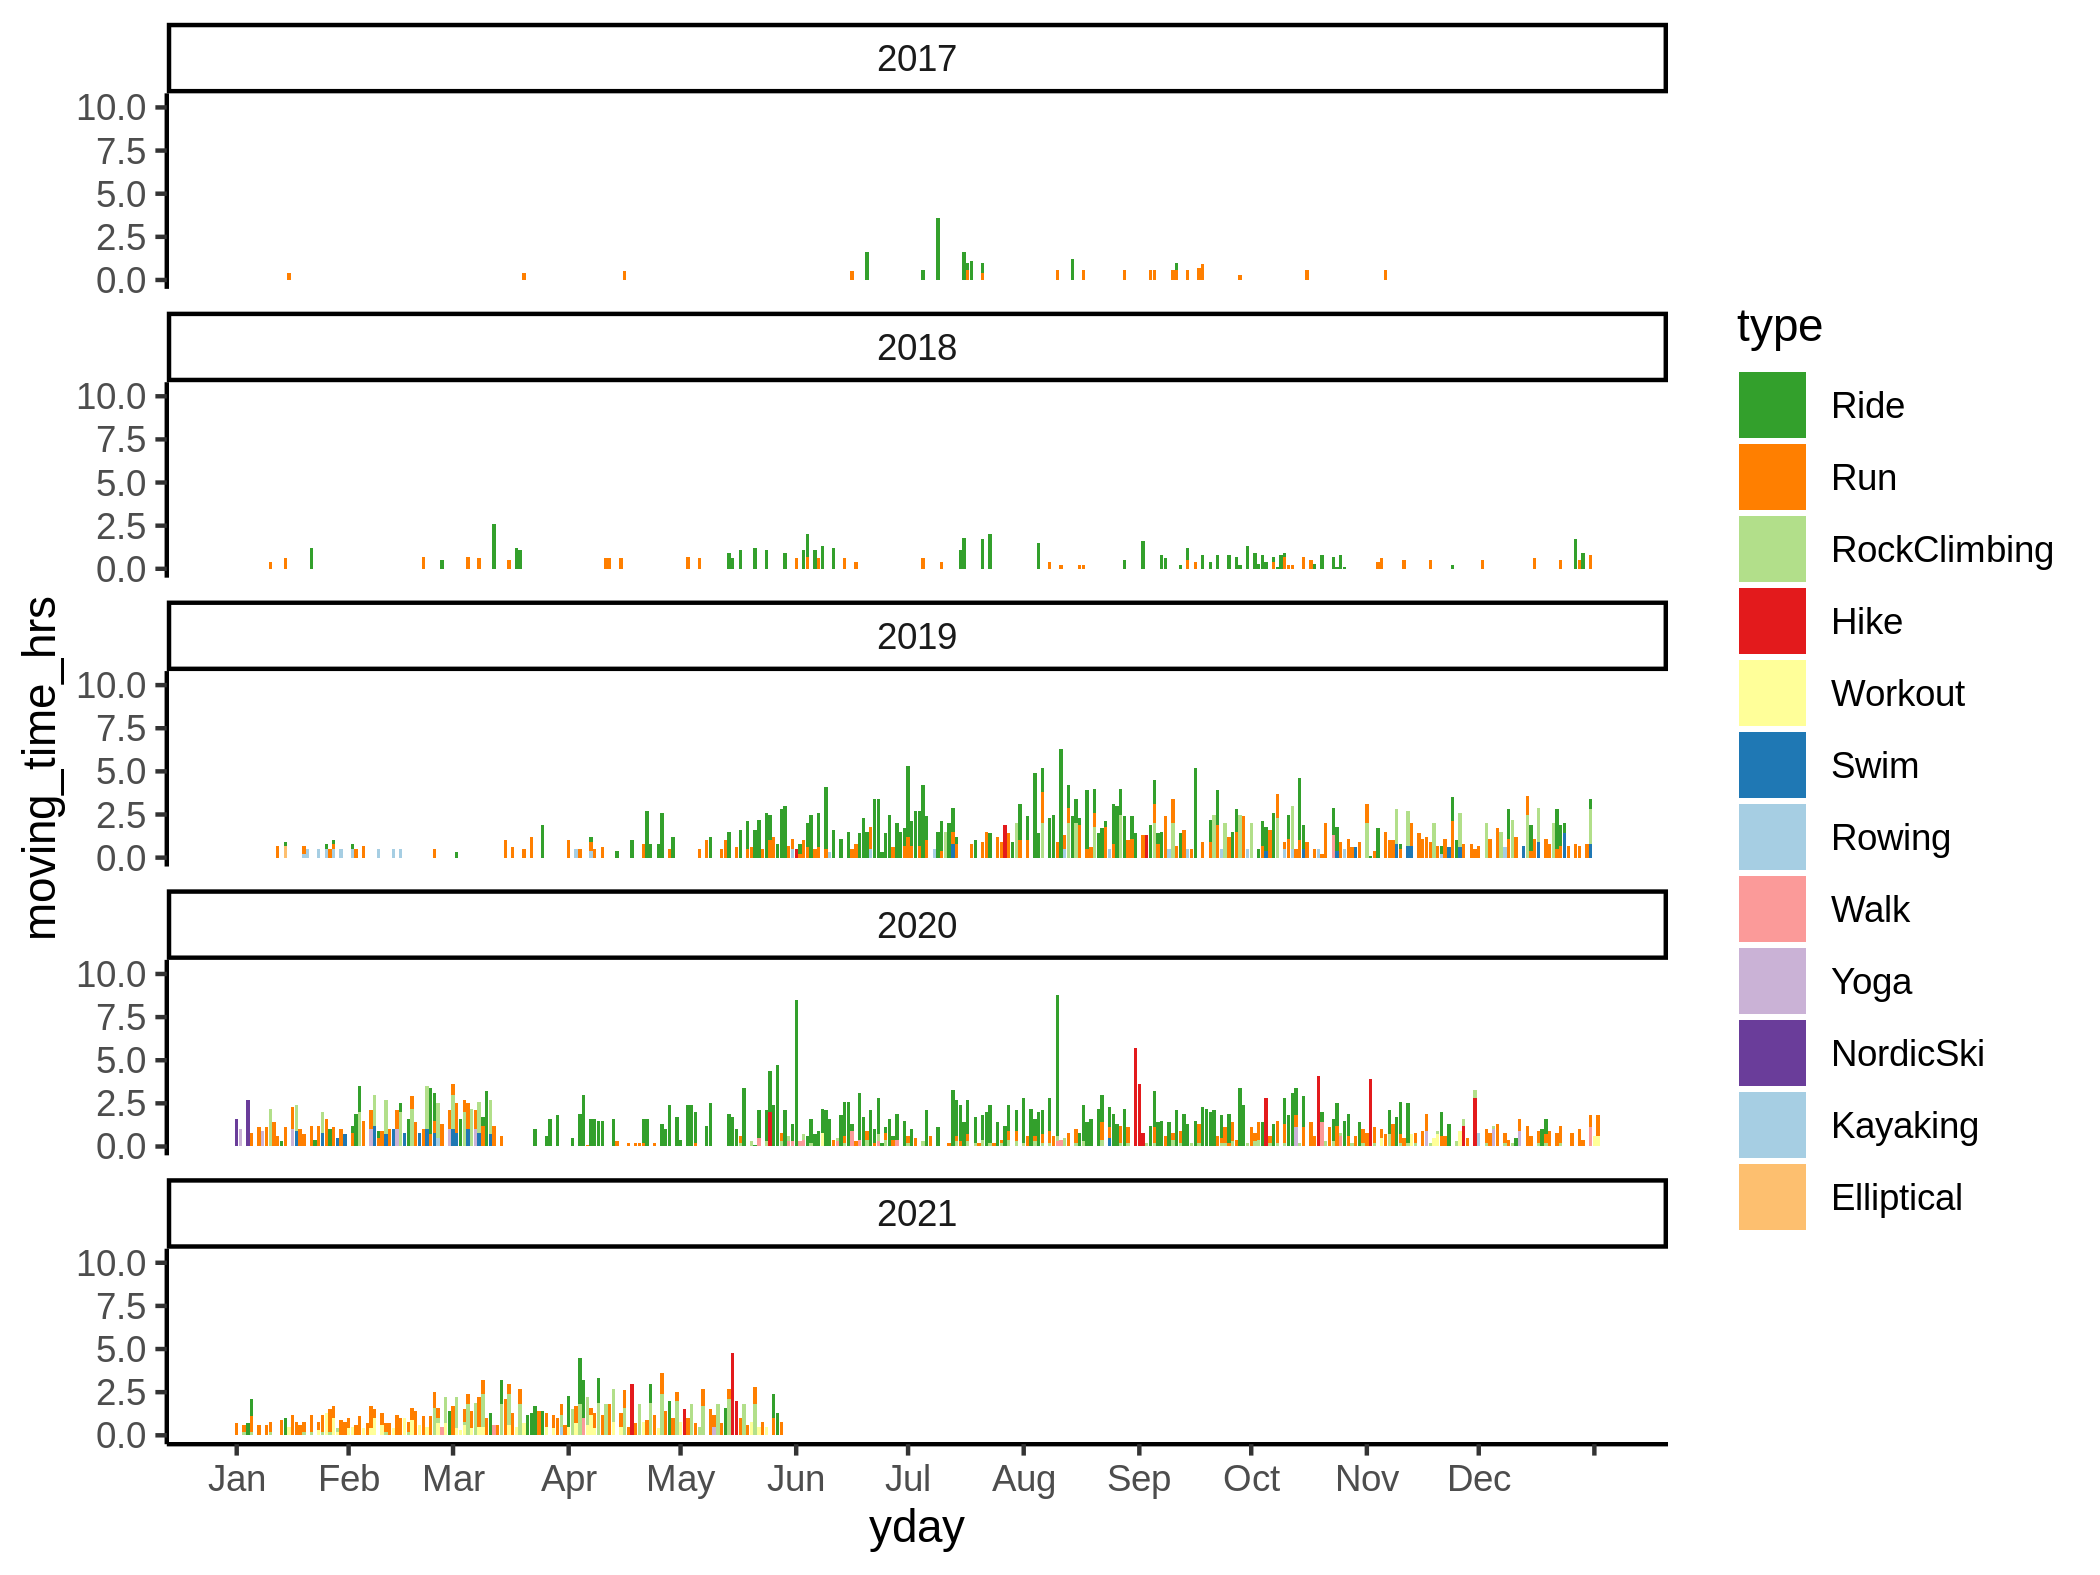 2017
10.0
7.5
5.0
2.5
0.0
2018
10.0
7.5
5.0
2.5
0.0
2019
10.0
7.5
5.0
2.5
0.0
2020
10.0
7.5
5.0
2.5
0.0
2021
10.0
7.5
5.0
2.5
0.0
Jan Feb Mar Apr May Jun Jul Aug Sep Oct Nov Dec
yday
moving_time_hrs
type
Ride
Run
RockClimbing
Hike
Workout
Swim
Rowing
Walk
Yoga
NordicSki
Kayaking
Elliptical